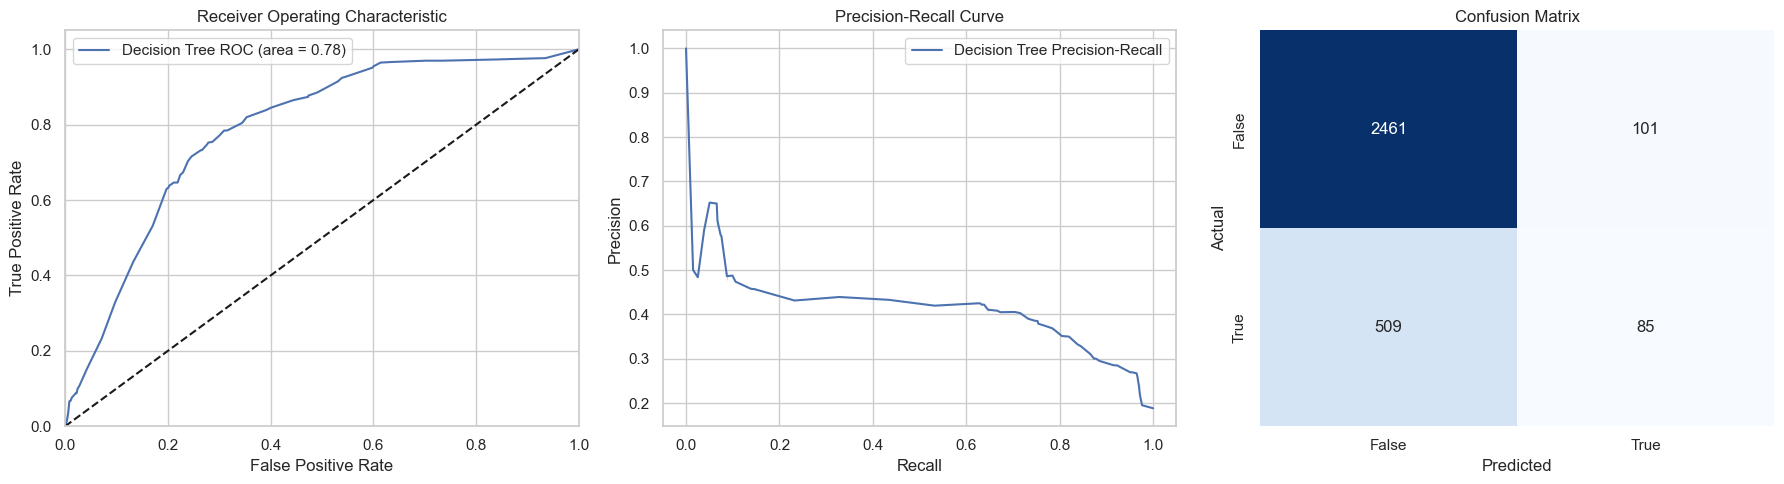 Receiver Operating Characteristic
Decision Tree ROC (area = 0.78)
True Positive Rate
1.0
0.8
0.6
0.4
0.2
0.0
0.0 0.2 0.4 0.6 0.8 1.0
False Positive Rate
Precision-Recall Curve
Decision Tree Precision-Recall
Precision
1.0
0.9
0.8
0.7
0.6
0.5
0.4
0.3
0.2
0.0 0.2 0.4 0.6 0.8 1.0
Recall
Confusion Matrix
Actual
False
2461 101
True
509 85
False True
Predicted